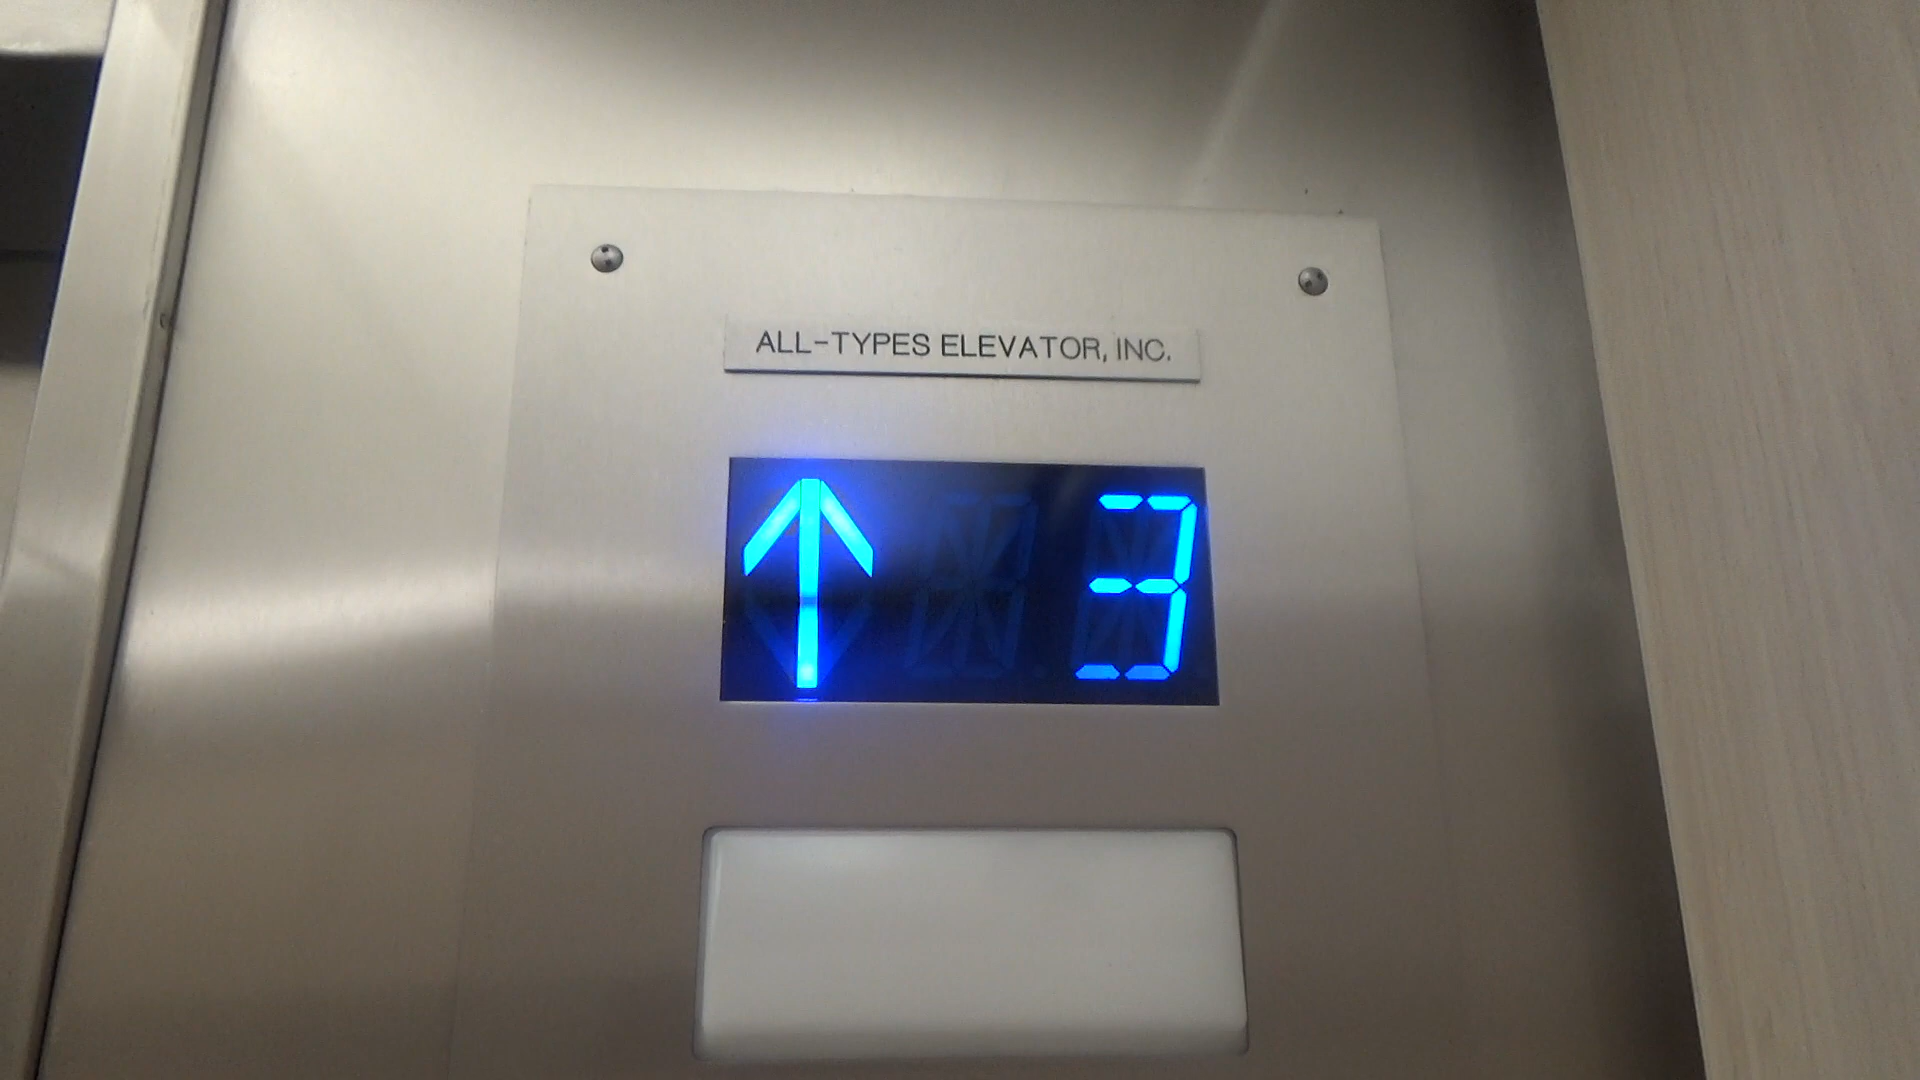 ALL-TYPES ELEVATOR, INC.
↑ 3